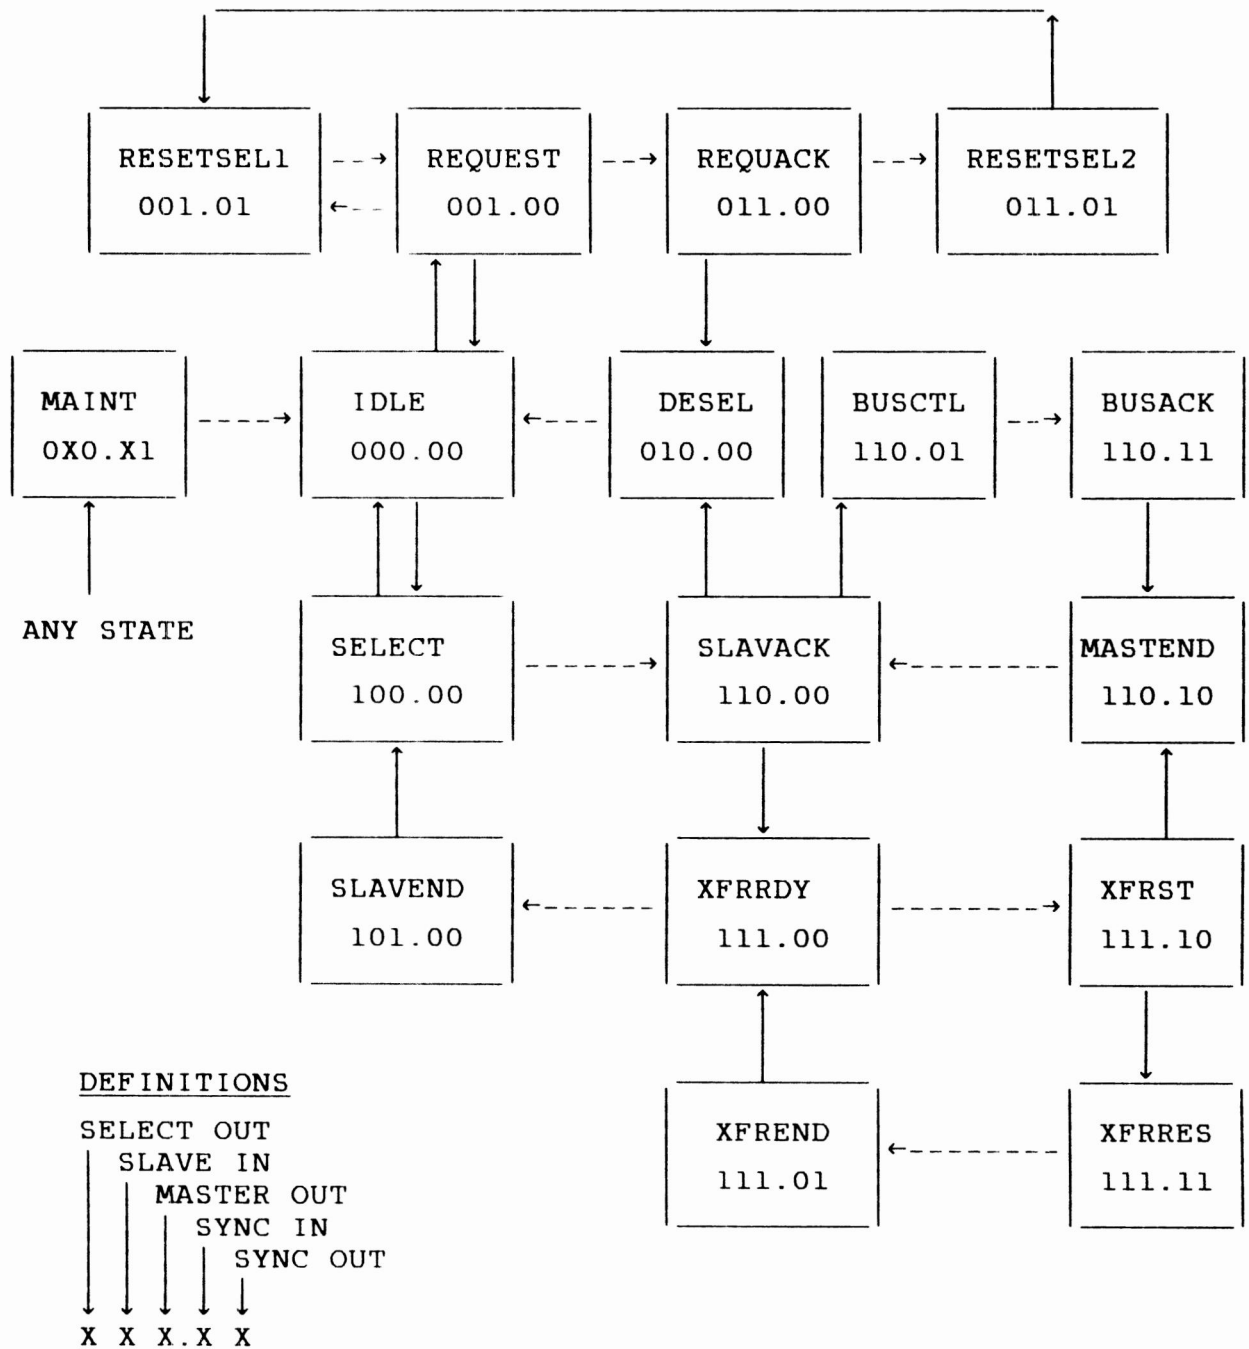 RESETSEL1 REQUEST REQUACK RESETSEL2
001.01 001.00 011.00 011.01
MAINT IDLE DESEL BUSCTL BUSACK
0X0.X1 000.00 010.00 110.01 110.11
ANY STATE
SELECT SLAVACK MASTEND
100.00 110.00 110.10
SLAVEND XFRRDY XFRST
101.00 111.00 111.10
XFREND XFRRES
111.01 111.11
DEFINITIONS
SELECT OUT
SLAVE IN
MASTER OUT
SYNC IN
SYNC OUT
X X X.X X